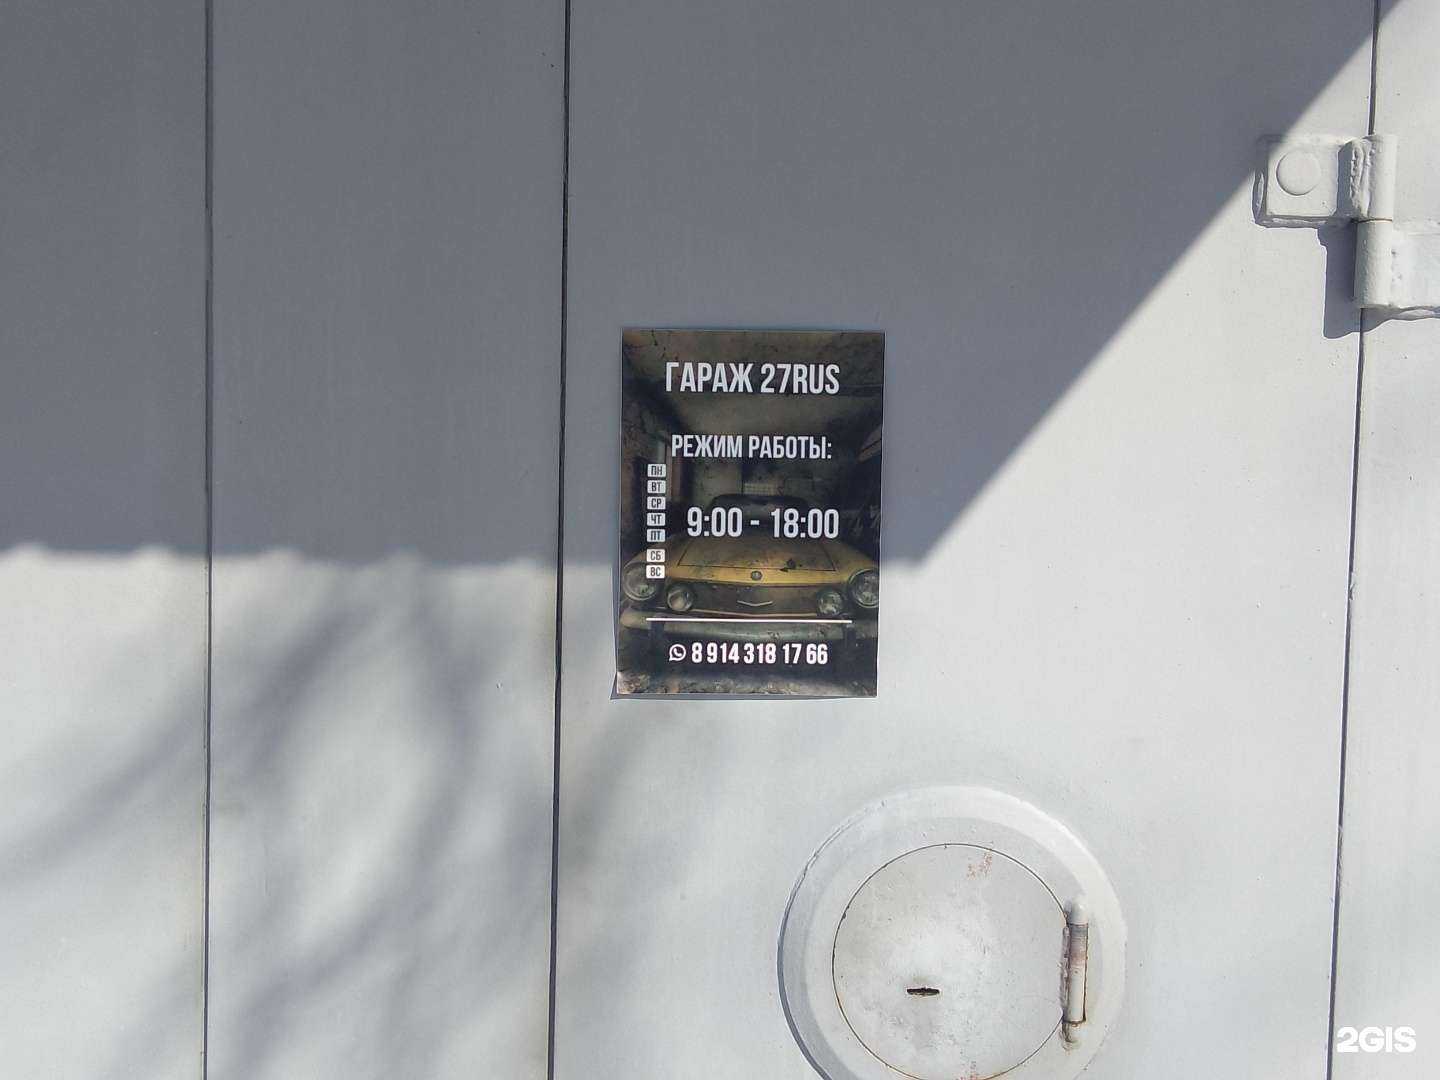 ГАРАЖ 27RUS
РЕЖИМ РАБОТЫ:
ПН
ВТ
СР
ЧТ
ПТ
СБ
ВС
9:00 - 18:00
8 914 318 17 66
2GIS